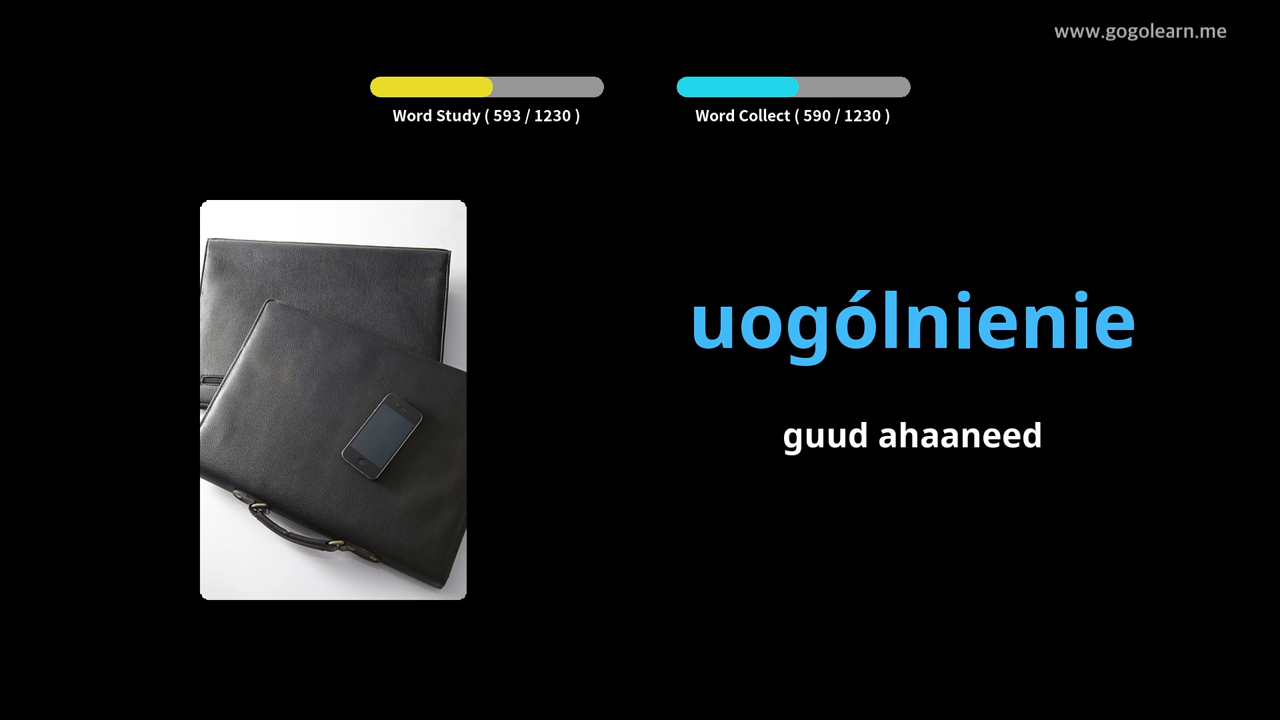 www.gogolearn.me
Word Study ( 593 / 1230 )
Word Collect ( 590 / 1230 )
uogólnienie
guud ahaaneed